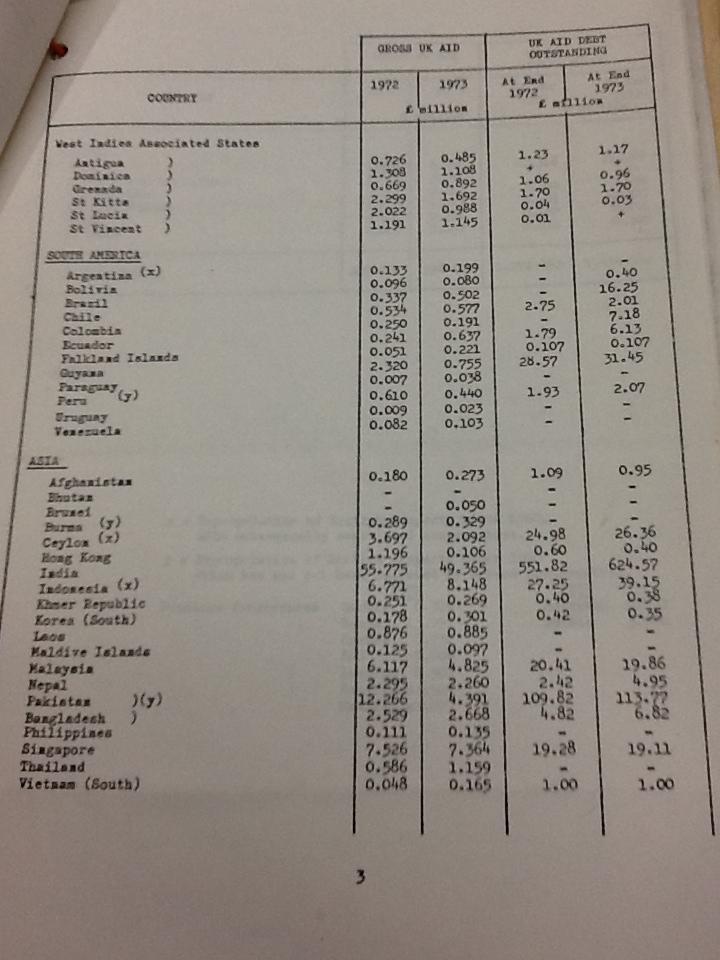 GROSS UK AID UK AID DEBT
OUTSTANDING
COUNTRY 1972 1973 At End 1972 At End 1973
£ million £ million
West Indies Associated States
Antigua ) 0.726 0.485 1.23 1.17
Dominica ) 1.308 1.108 + +
Grenada ) 0.669 0.892 1.06 0.96
St Kitts ) 2.299 1.692 1.70 1.70
St Lucia ) 2.022 0.988 0.04 0.03
St Vincent ) 1.191 1.145 0.01 +
SOUTH AMERICA
Argentina (x) 0.133 0.199 - -
Bolivia 0.096 0.080 - 0.40
Brazil 0.337 0.502 - 16.25
Chile 0.534 0.577 2.75 2.01
Colombia 0.250 0.191 - 7.18
Ecuador 0.241 0.637 1.79 6.13
Falkland Islands 0.051 0.221 0.107 0.107
Guyana 2.320 0.755 28.57 31.45
Paraguay 0.007 0.038 - -
Peru (y) 0.610 0.440 1.93 2.07
Uruguay 0.009 0.023 - -
Venezuela 0.082 0.103 - -
ASIA
Afghanistan 0.180 0.273 1.09 0.95
Bhutan - - - -
Brunei - 0.050 - -
Burma (y) 0.289 0.329 - -
Ceylon (x) 3.697 2.092 24.98 26.36
Hong Kong 1.196 0.106 0.60 0.40
India 55.775 49.365 551.82 624.57
Indonesia (x) 6.771 8.148 27.25 39.15
Khmer Republic 0.251 0.269 0.40 0.38
Korea (South) 0.178 0.301 0.42 0.35
Laos 0.876 0.885 - -
Maldive Islands 0.125 0.097 - -
Malaysia 6.117 4.825 20.41 19.86
Nepal 2.295 2.260 2.42 4.95
Pakistan )(y) 12.266 4.391 109.82 113.77
Bangladesh ) 2.529 2.668 4.82 6.82
Philippines 0.111 0.135 - -
Singapore 7.526 7.364 19.28 19.11
Thailand 0.586 1.159 - -
Vietnam (South) 0.048 0.165 1.00 1.00
3